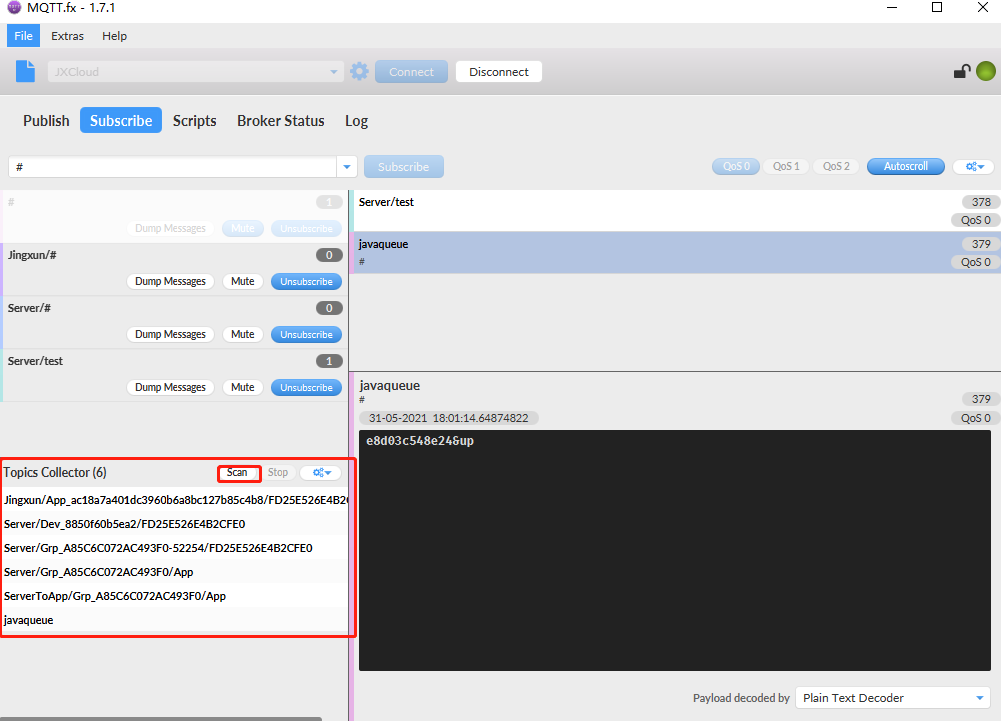 MQTT.fx - 1.7.1
File Extras Help
JXCloud Connect Disconnect
Publish Subscribe Scripts Broker Status Log
# Subscribe QoS 0 QoS 1 QoS 2 Autoscroll
# 1
Dump Messages Mute Unsubscribe
Jingxun/# 0
Dump Messages Mute Unsubscribe
Server/# 0
Dump Messages Mute Unsubscribe
Server/test 1
Dump Messages Mute Unsubscribe
Topics Collector (6) Scan Stop
Jingxun/App_ac18a7a401dc3960b6a8bc127b85c4b8/FD25E526E4B2
Server/Dev_8850f60b5ea2/FD25E526E4B2CFE0
Server/Grp_A85C6C072AC493F0-52254/FD25E526E4B2CFE0
Server/Grp_A85C6C072AC493F0/App
ServerToApp/Grp_A85C6C072AC493F0/App
javaqueue
Server/test 378
QoS 0
javaqueue 379
# QoS 0
javaqueue
# 379
31-05-2021 18:01:14.64874822 QoS 0
e8d03c548e24&up
Payload decoded by Plain Text Decoder